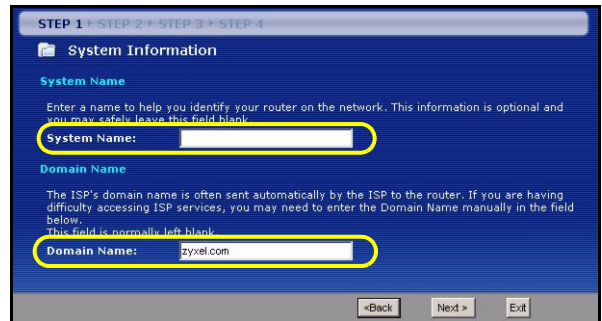 STEP 1 ▸ STEP 2 ▸ STEP 3 ▸ STEP 4
System Information
System Name
Enter a name to help you identify your router on the network. This information is optional and
you may safely leave this field blank.
System Name:
Domain Name
The ISP's domain name is often sent automatically by the ISP to the router. If you are having
difficulty accessing ISP services, you may need to enter the Domain Name manually in the field
below.
This field is normally left blank.
Domain Name: zyxel.com
<Back Next > Exit